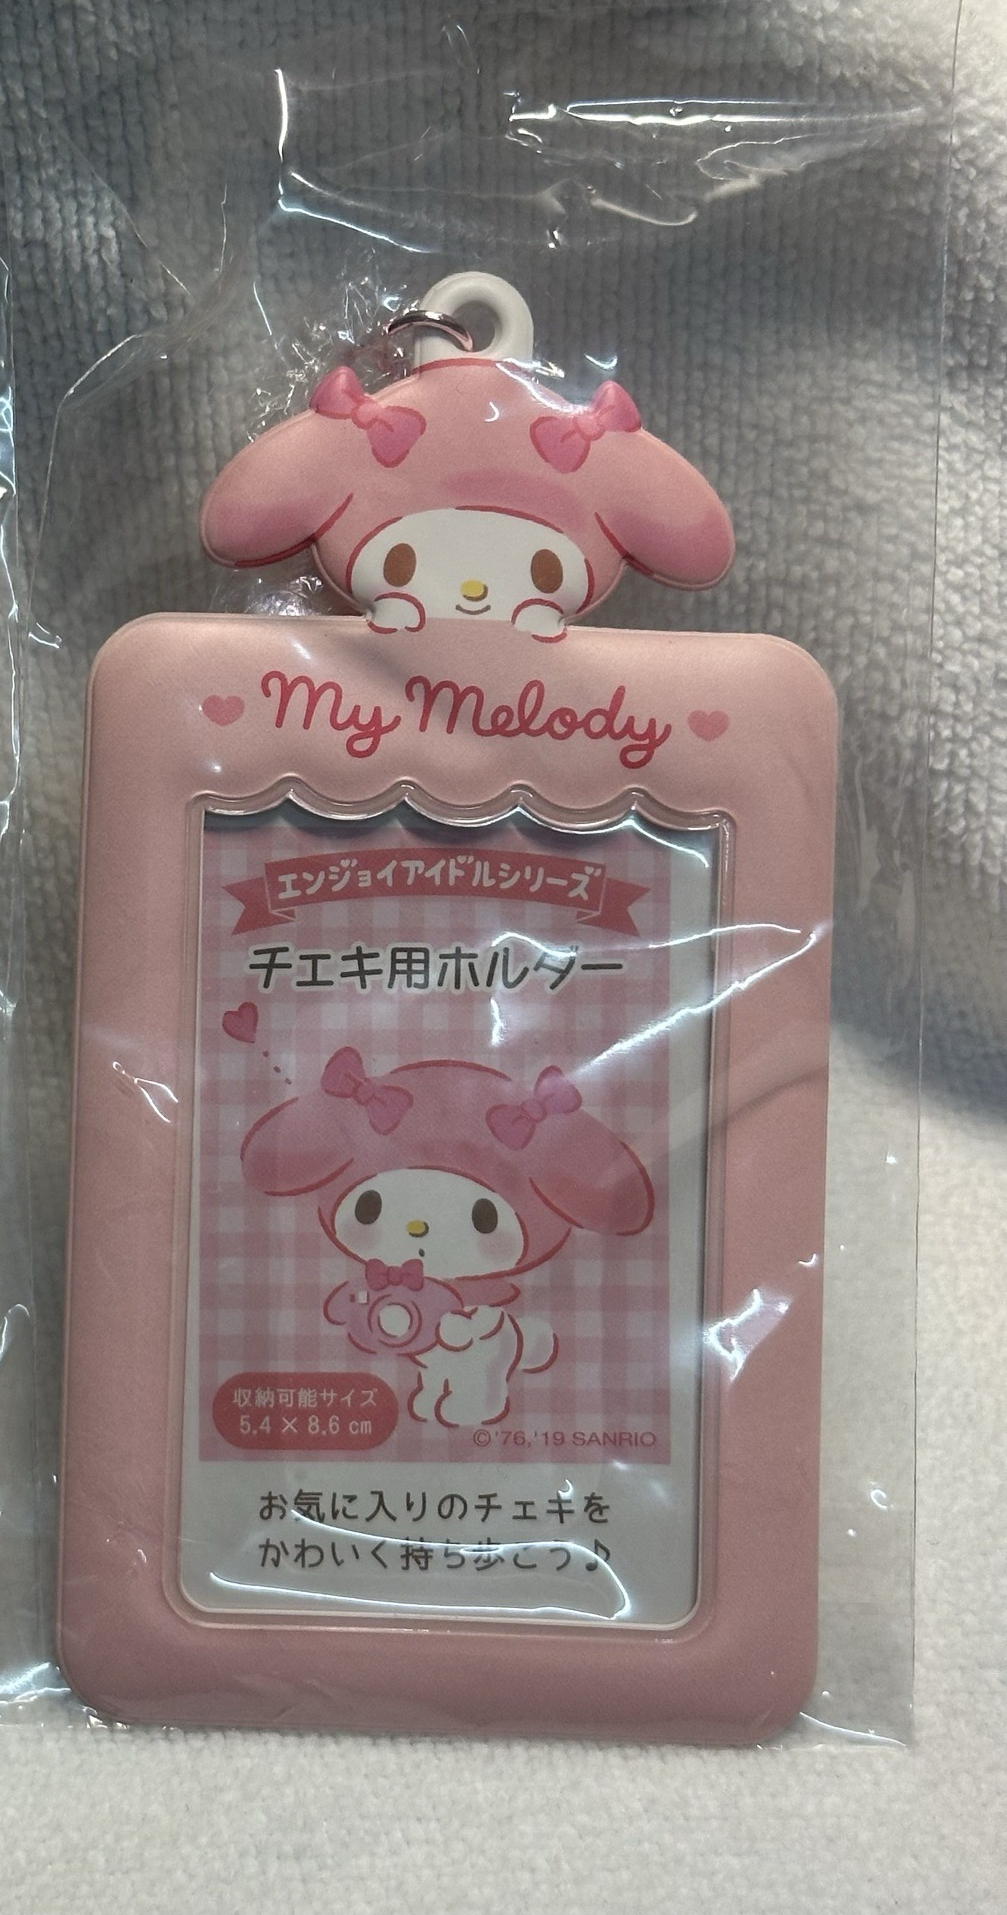 My Melody
エンジョイアイドルシリーズ
チェキ用ホルダー
収納可能サイズ
5.4 × 8.6 cm
©'76,'19 SANRIO
お気に入りのチェキを
かわいく持ち歩こう♪